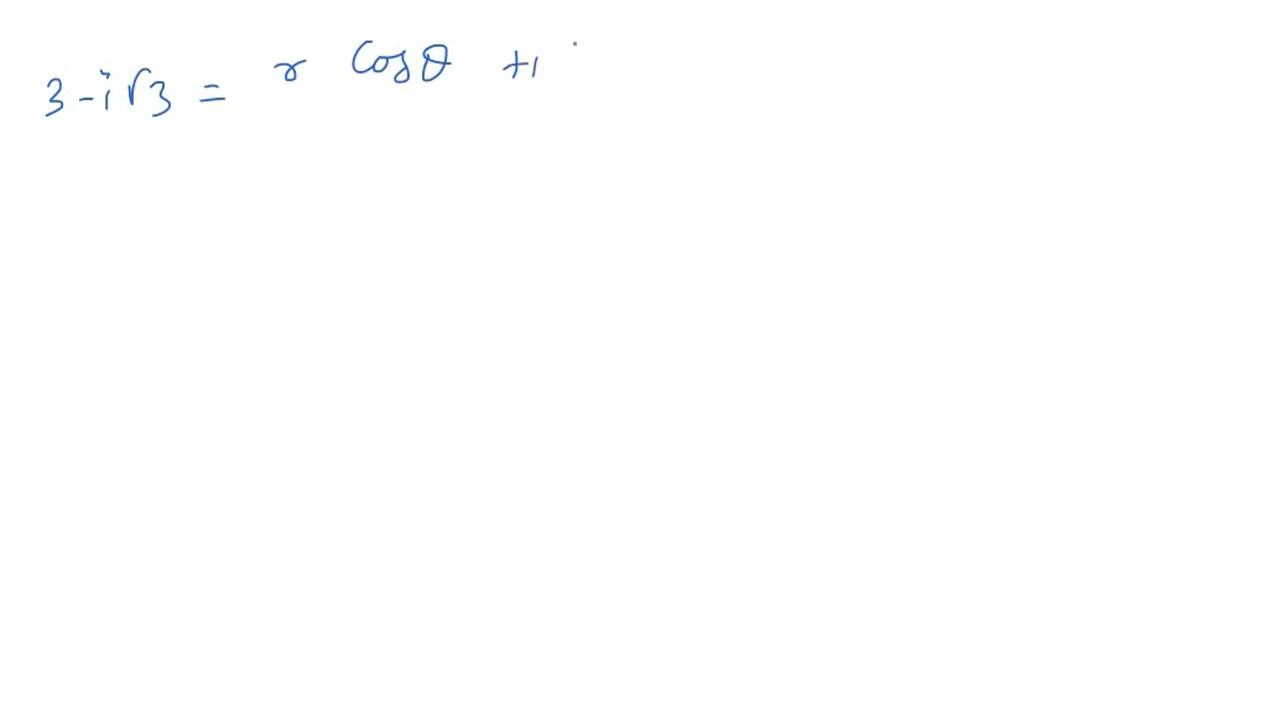 3 - i√3 = r Cosθ + i